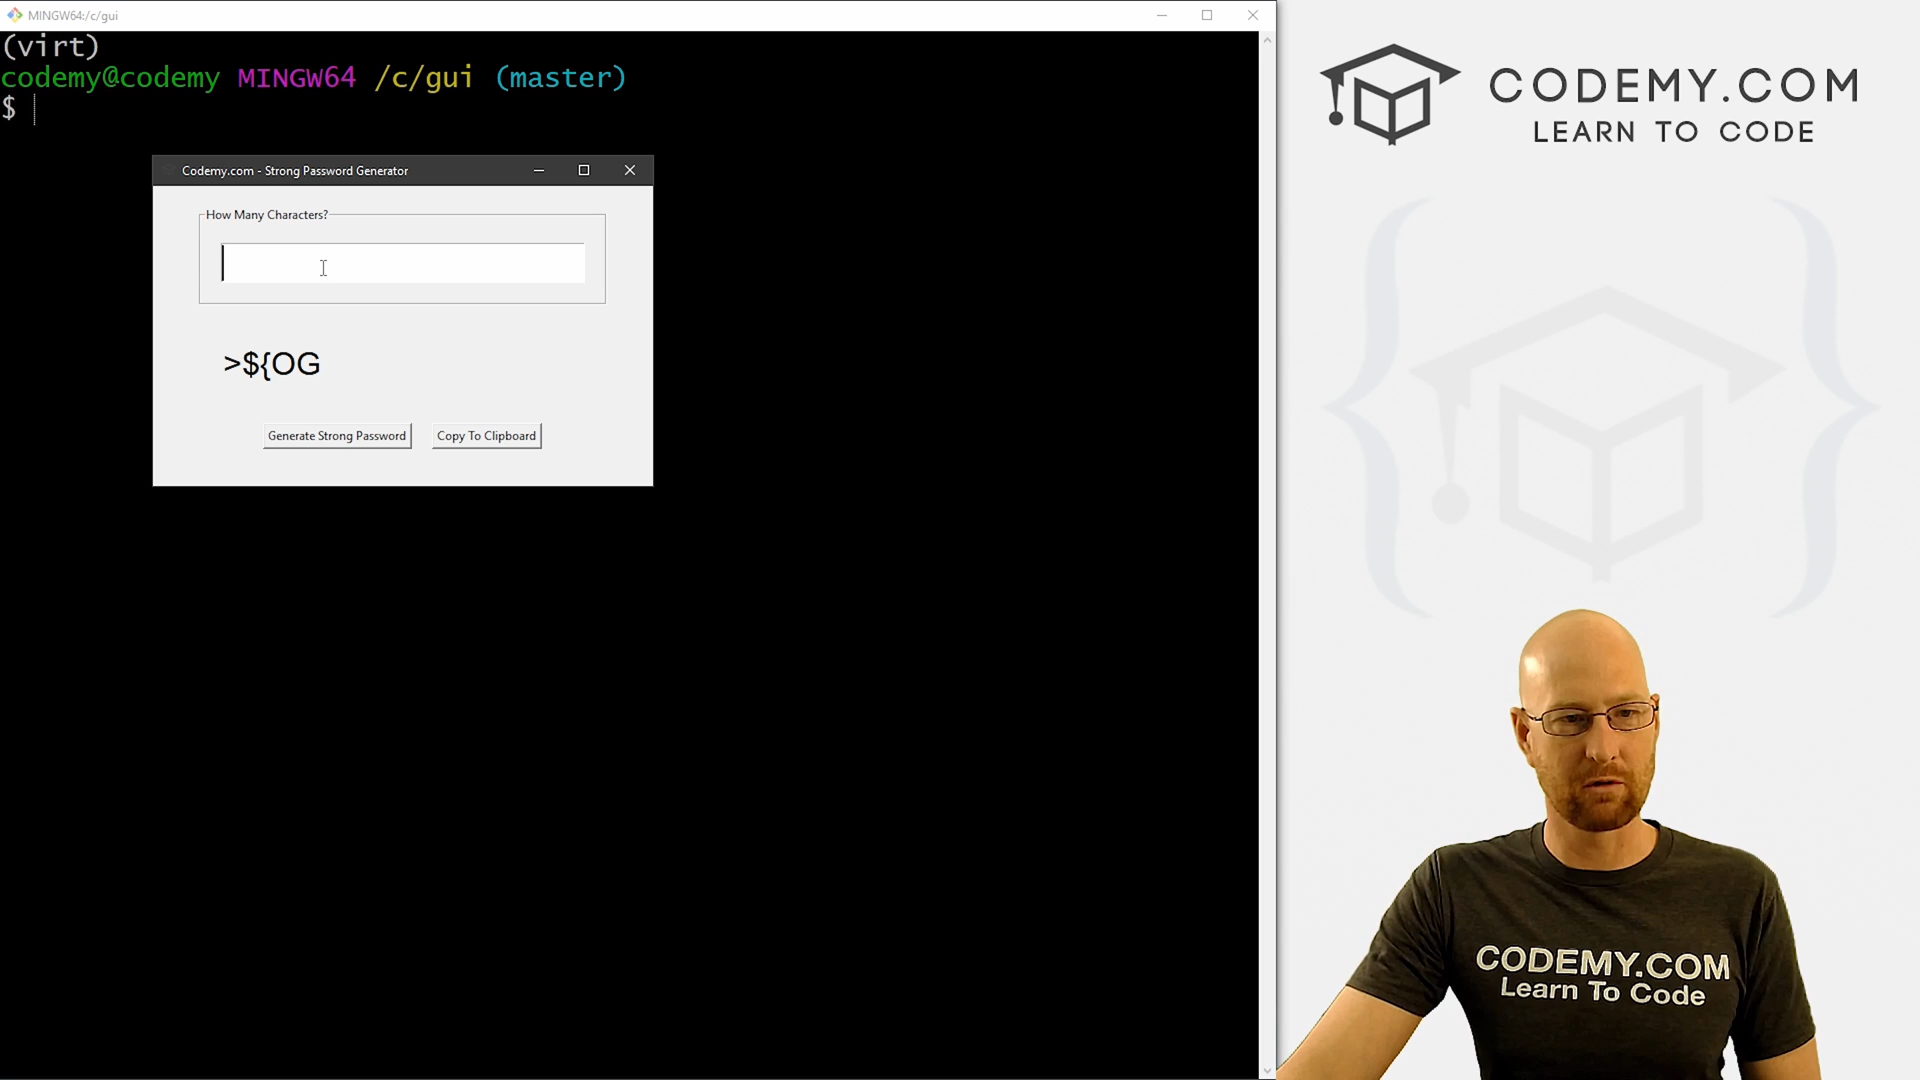 MINGW64:/c/gui
(virt)
codemy@codemy MINGW64 /c/gui (master)
$
Codemy.com - Strong Password Generator
How Many Characters?
>${OG
Generate Strong Password
Copy To Clipboard
CODEMY.COM
LEARN TO CODE
CODEMY.COM
Learn To Code